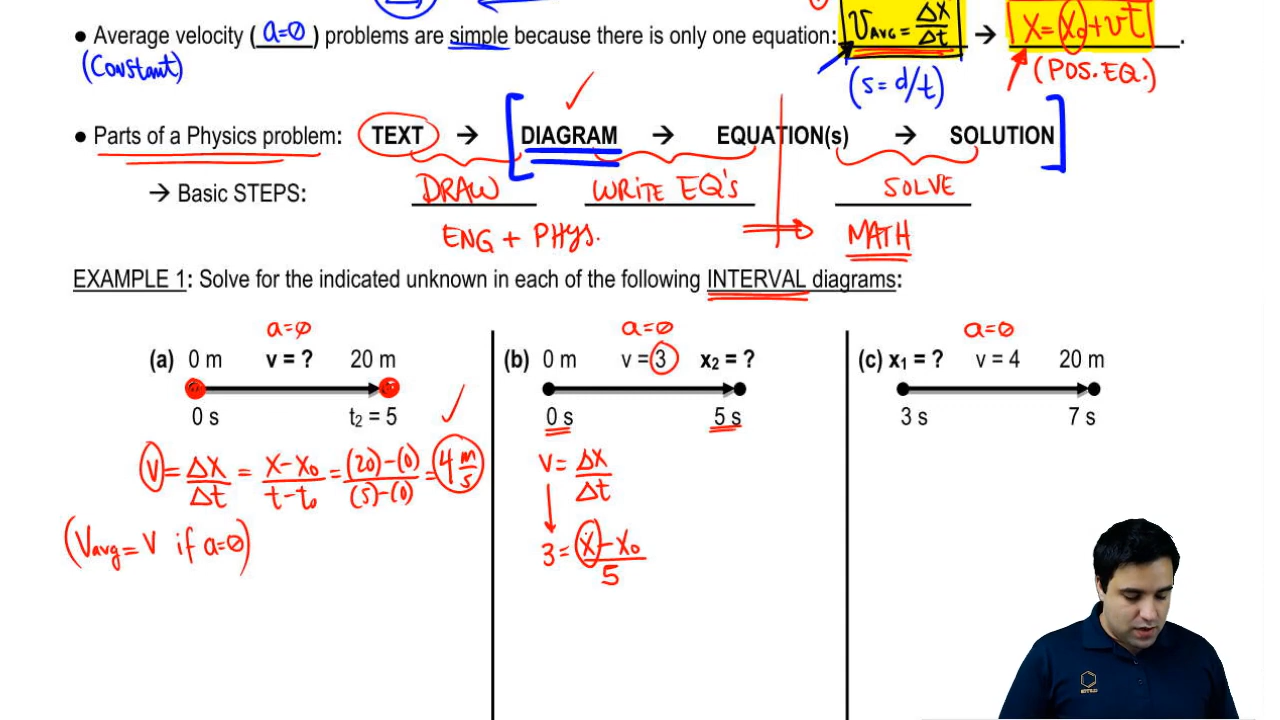 ● Average velocity (a=0) problems are simple because there is only one equation: VAVG = Δx/Δt → x = x₀ + vt.
(Constant)
(s = d/t)
(POS. EQ.)
● Parts of a Physics problem: TEXT → [DIAGRAM → EQUATION(s) → SOLUTION]
→ Basic STEPS: DRAW WRITE EQ'S SOLVE
ENG + PHYS. ⇒ MATH
EXAMPLE 1: Solve for the indicated unknown in each of the following INTERVAL diagrams:
a=0
(a) 0 m v = ? 20 m
0 s t₂ = 5
V = Δx/Δt = (x-x₀)/(t-t₀) = ((20)-(0))/((5)-(0)) = 4 m/s
(Vavg = V if a=0)
a=0
(b) 0 m v = 3 x₂ = ?
0 s 5 s
V = Δx/Δt
3 = (x-x₀)/5
a=0
(c) x₁ = ? v = 4 20 m
3 s 7 s